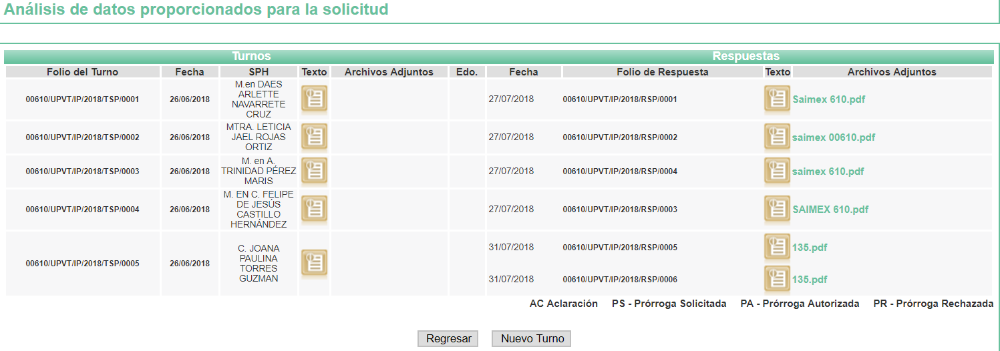 Análisis de datos proporcionados para la solicitud
Turnos Respuestas
Folio del Turno Fecha SPH Texto Archivos Adjuntos Edo. Fecha Folio de Respuesta Texto Archivos Adjuntos
00610/UPVT/IP/2018/TSP/0001 26/06/2018 M.en DAES
ARLETTE
NAVARRETE
CRUZ 27/07/2018 00610/UPVT/IP/2018/RSP/0001 Saimex 610.pdf
00610/UPVT/IP/2018/TSP/0002 26/06/2018 MTRA. LETICIA
JAEL ROJAS
ORTIZ 27/07/2018 00610/UPVT/IP/2018/RSP/0002 saimex 00610.pdf
00610/UPVT/IP/2018/TSP/0003 26/06/2018 M. en A.
TRINIDAD PÉREZ
MARIS 27/07/2018 00610/UPVT/IP/2018/RSP/0004 saimex 610.pdf
00610/UPVT/IP/2018/TSP/0004 26/06/2018 M. EN C. FELIPE
DE JESÚS
CASTILLO
HERNÁNDEZ 27/07/2018 00610/UPVT/IP/2018/RSP/0003 SAIMEX 610.pdf
00610/UPVT/IP/2018/TSP/0005 26/06/2018 C. JOANA
PAULINA
TORRES
GUZMAN 31/07/2018 00610/UPVT/IP/2018/RSP/0005 135.pdf
31/07/2018 00610/UPVT/IP/2018/RSP/0006 135.pdf
AC Aclaración PS - Prórroga Solicitada PA - Prórroga Autorizada PR - Prórroga Rechazada
Regresar Nuevo Turno